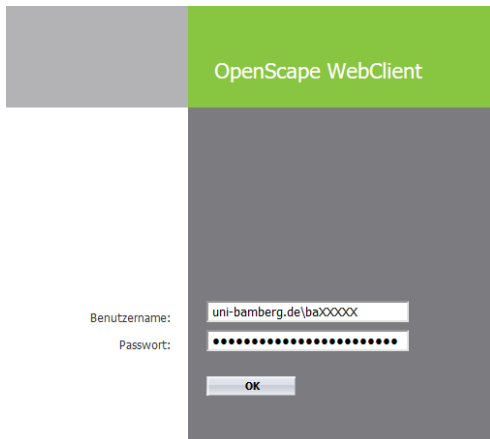 OpenScape WebClient
Benutzername: uni-bamberg.de\baXXXXX
Passwort: ●●●●●●●●●●●●●●●●●●●●●●●●
OK